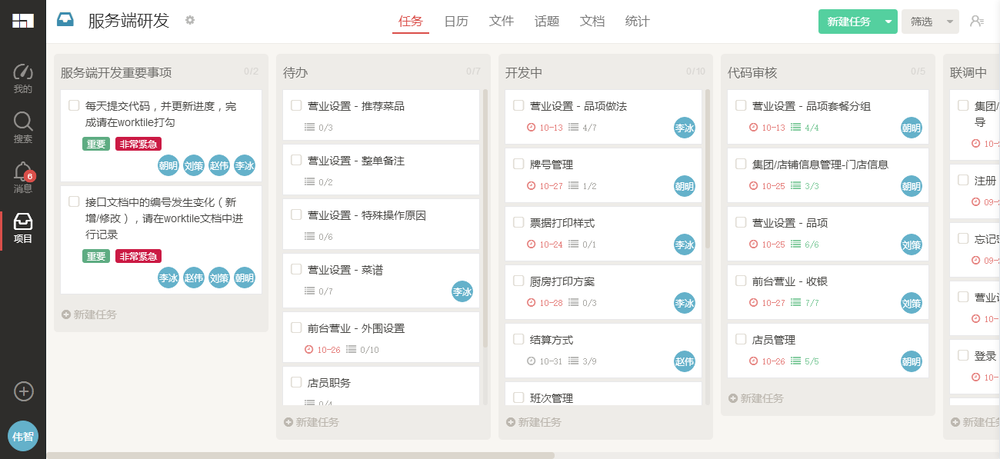 服务端研发
任务 日历 文件 话题 文档 统计
新建任务
筛选
我的
搜索
6
消息
项目
伟智
服务端开发重要事项 0/2
每天提交代码，并更新进度，完
成请在worktile打勾
重要 非常紧急
朝明 刘策 赵伟 李冰
接口文档中的编号发生变化（新
增/修改），请在worktile文档中进
行记录
重要 非常紧急
李冰 赵伟 刘策 朝明
新建任务
待办 0/7
营业设置 - 推荐菜品
0/3
营业设置 - 整单备注
0/2
营业设置 - 特殊操作原因
0/6
营业设置 - 菜谱
0/7 李冰
前台营业 - 外围设置
10-26 0/10
店员职务
0/4
新建任务
开发中 0/10
营业设置 - 品项做法
10-13 4/7 李冰
牌号管理
10-27 1/2 朝明
票据打印样式
10-24 0/1 李冰
厨房打印方案
10-28 0/3 李冰
结算方式
10-31 3/9 赵伟
班次管理
新建任务
代码审核 0/5
营业设置 - 品项套餐分组
10-13 4/4 朝明
集团/店铺信息管理-门店信息
10-25 3/3 朝明
营业设置 - 品项
10-25 6/6 刘策
前台营业 - 收银
10-27 7/7 刘策
店员管理
10-26 5/5 朝明
新建任务
联调中
集团/
导
10-
注册
09-
忘记
09-
营业
10-
登录
10-
新建任务